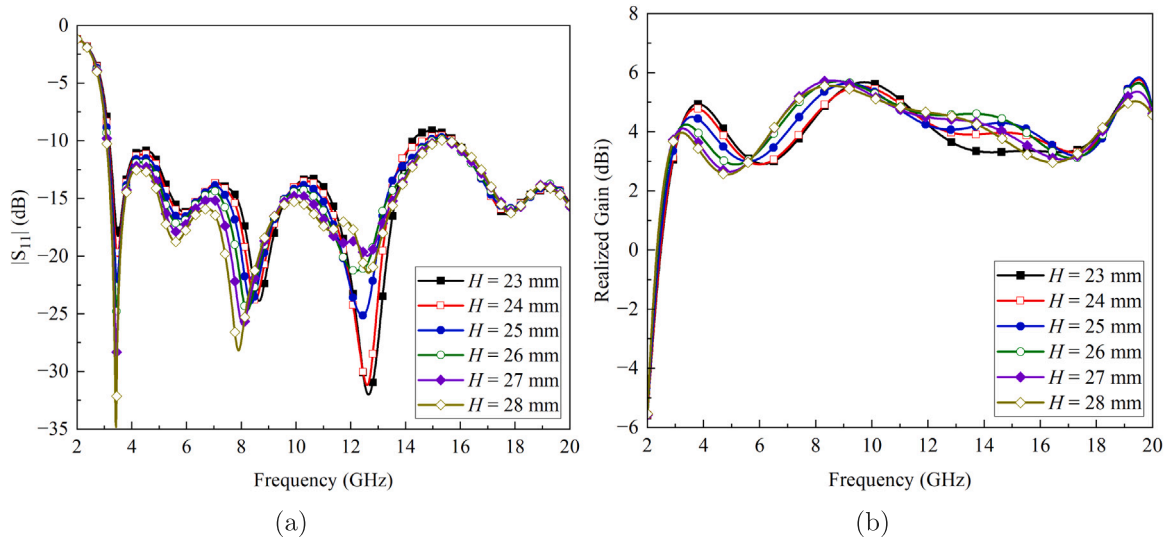 0
−5
−10
−15
−20
−25
−30
−35
|S11| (dB)
H = 23 mm
H = 24 mm
H = 25 mm
H = 26 mm
H = 27 mm
H = 28 mm
2 4 6 8 10 12 14 16 18 20
Frequency (GHz)
(a)
8
6
4
2
0
−2
−4
−6
Realized Gain (dBi)
H = 23 mm
H = 24 mm
H = 25 mm
H = 26 mm
H = 27 mm
H = 28 mm
2 4 6 8 10 12 14 16 18 20
Frequency (GHz)
(b)